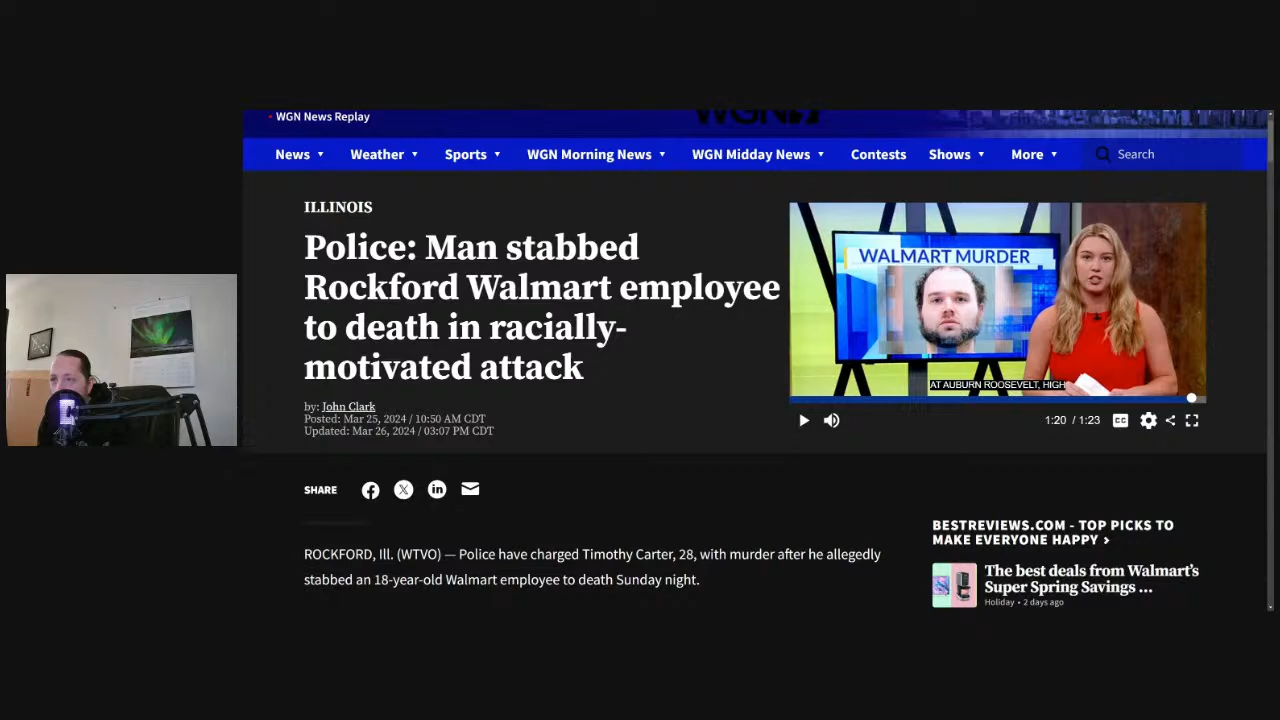 WGN News Replay
WGN
News Weather Sports WGN Morning News WGN Midday News Contests Shows More Search
ILLINOIS
Police: Man stabbed
Rockford Walmart employee
to death in racially-
motivated attack
by: John Clark
Posted: Mar 25, 2024 / 10:50 AM CDT
Updated: Mar 26, 2024 / 03:07 PM CDT
WALMART MURDER
AT AUBURN ROOSEVELT, HIGH
1:20 / 1:23
CC
SHARE
ROCKFORD, Ill. (WTVO) — Police have charged Timothy Carter, 28, with murder after he allegedly
stabbed an 18-year-old Walmart employee to death Sunday night.
BESTREVIEWS.COM - TOP PICKS TO
MAKE EVERYONE HAPPY >
The best deals from Walmart’s
Super Spring Savings ...
Holiday • 2 days ago